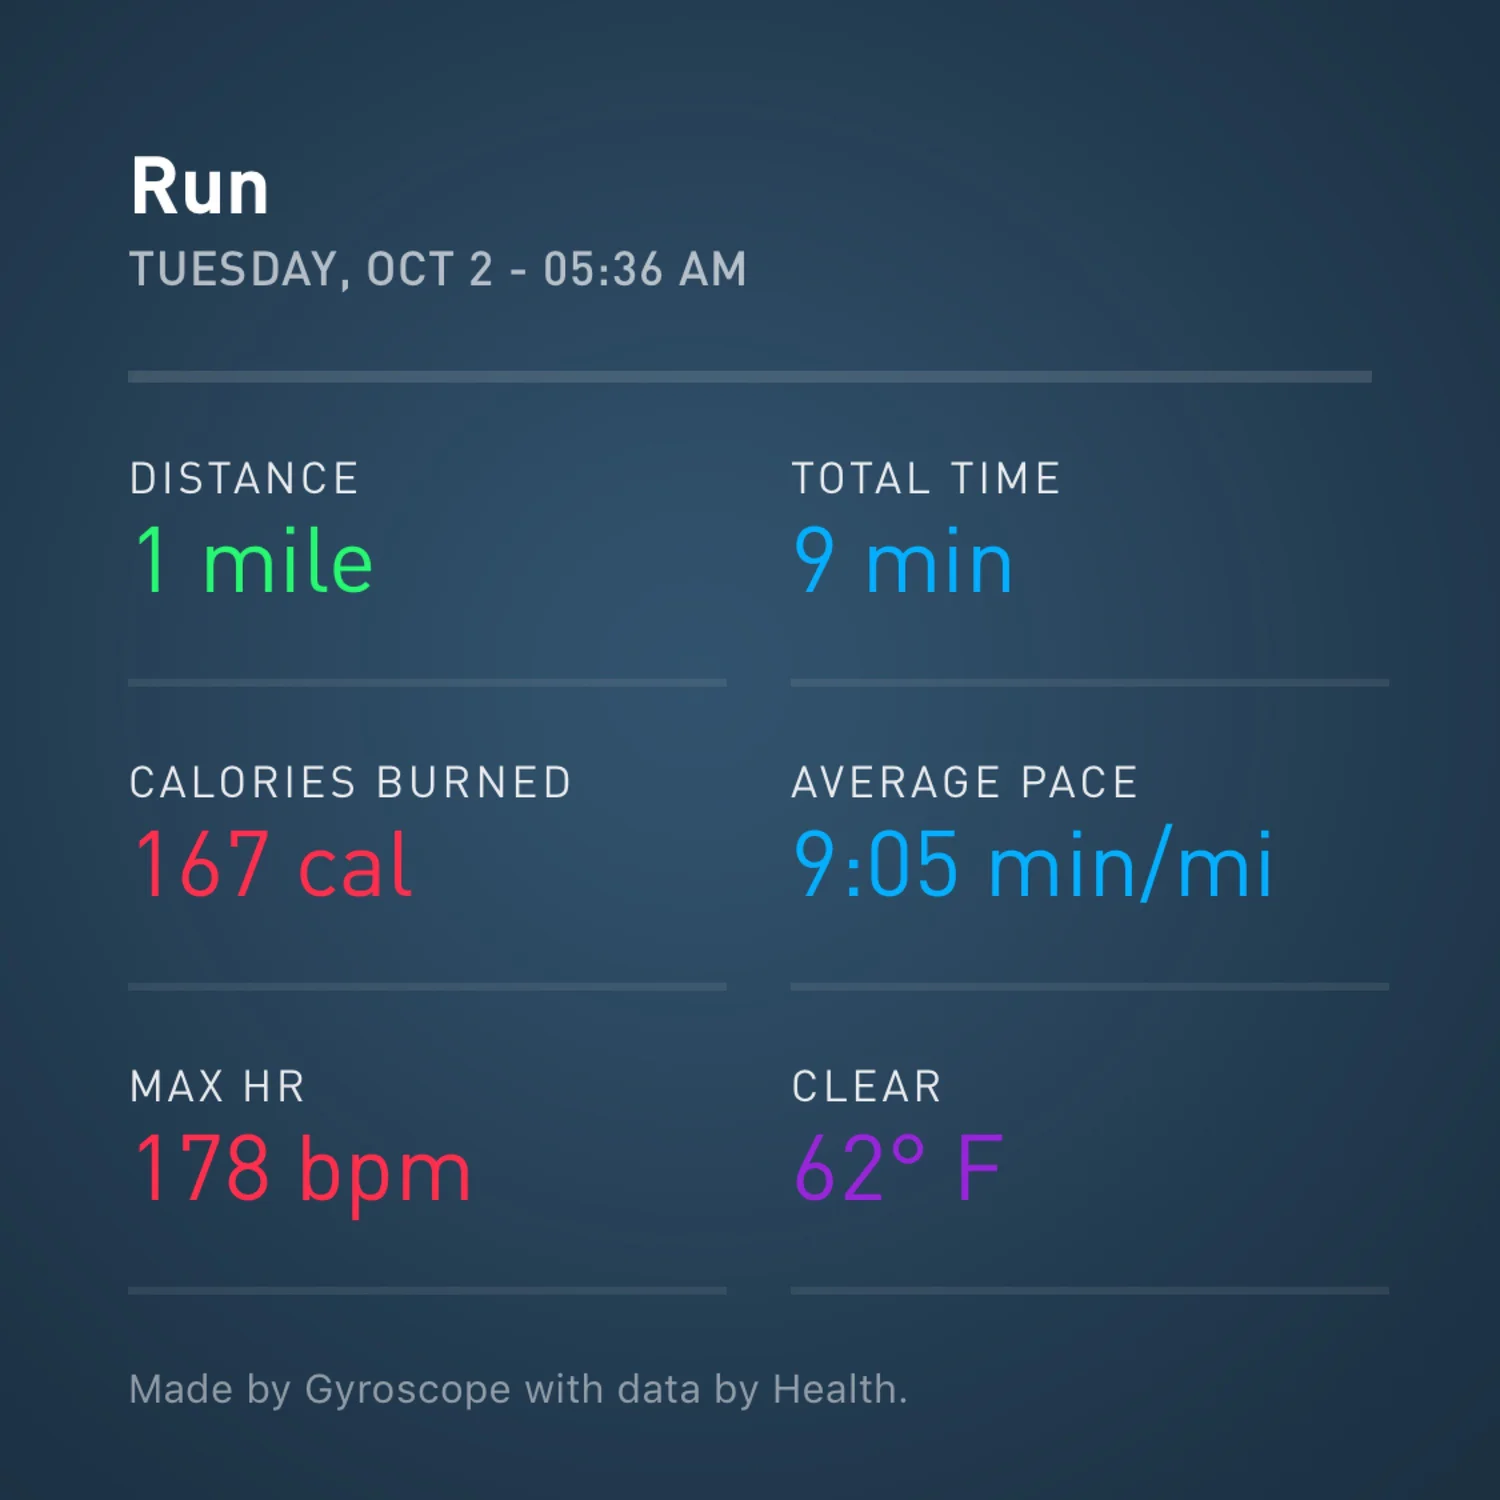 Run
TUESDAY, OCT 2 - 05:36 AM
DISTANCE
1 mile
TOTAL TIME
9 min
CALORIES BURNED
167 cal
AVERAGE PACE
9:05 min/mi
MAX HR
178 bpm
CLEAR
62° F
Made by Gyroscope with data by Health.